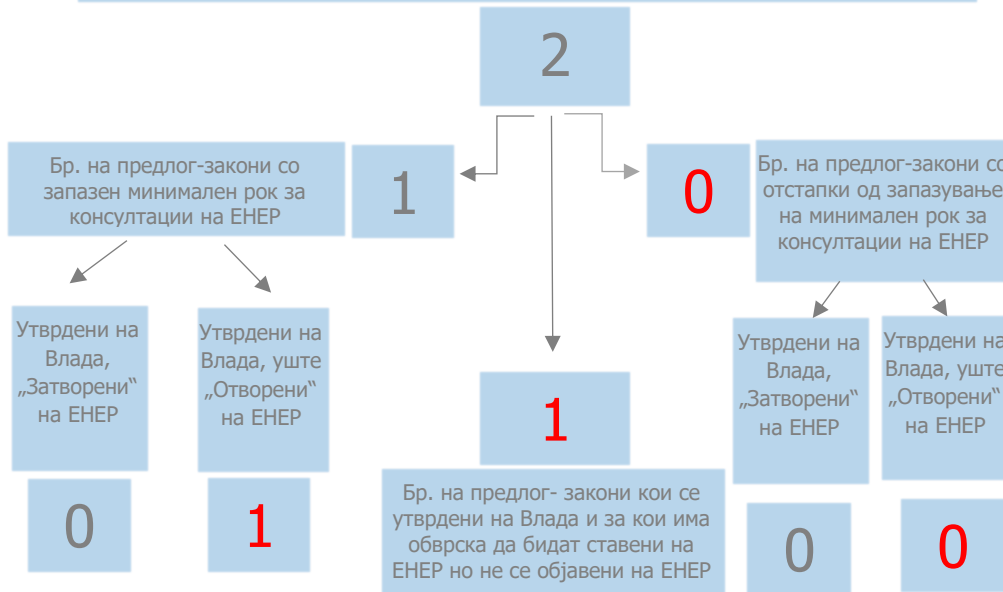 2
Бр. на предлог-закони со
запазен минимален рок за
консултации на ЕНЕР
1
0
Бр. на предлог-закони со
отстапки од запазување
на минимален рок за
консултации на ЕНЕР
Утврдени на
Влада,
„Затворени“
на ЕНЕР
Утврдени на
Влада, уште
„Отворени“
на ЕНЕР
0
1
1
Бр. на предлог- закони кои се
утврдени на Влада и за кои има
обврска да бидат ставени на
ЕНЕР но не се објавени на ЕНЕР
Утврдени на
Влада,
„Затворени“
на ЕНЕР
Утврдени на
Влада, уште
„Отворени“
на ЕНЕР
0
0